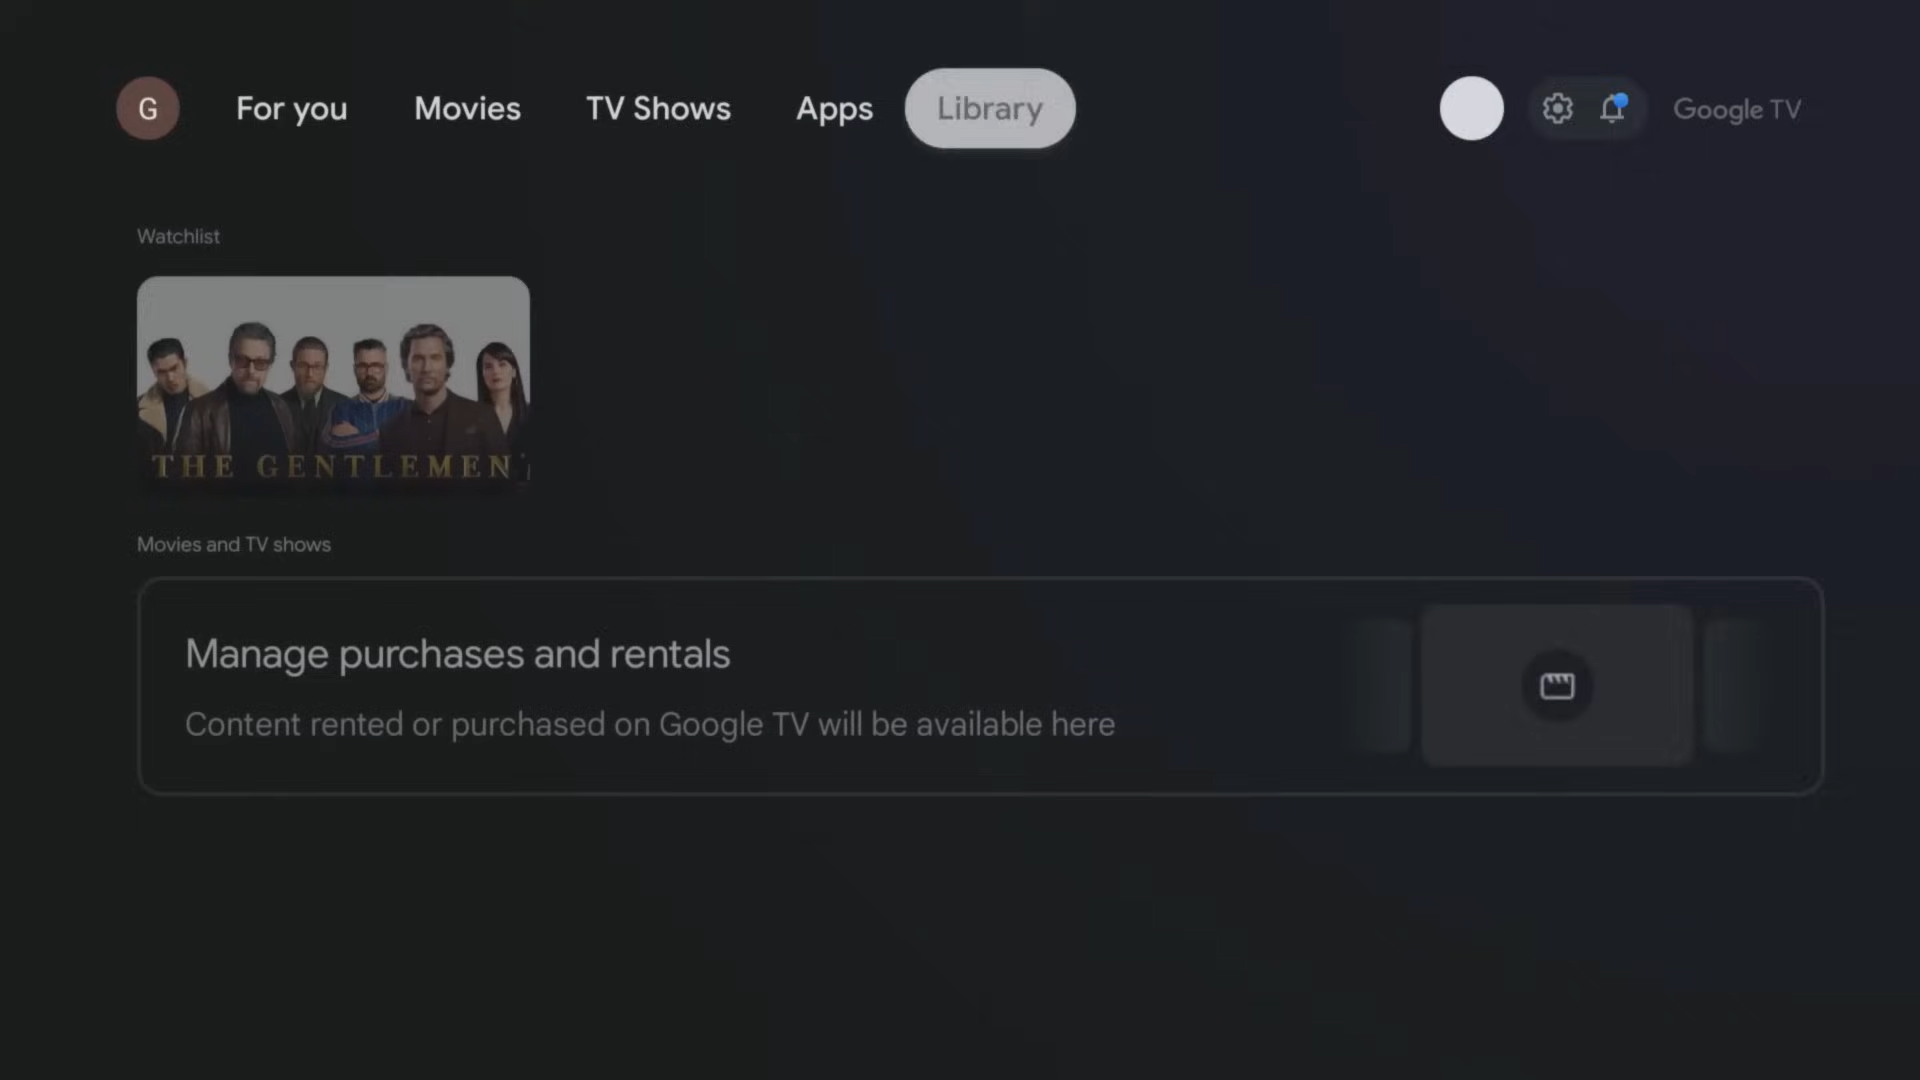 G
For you
Movies
TV Shows
Apps
Library
Google TV
Watchlist
THE GENTLEMEN
Movies and TV shows
Manage purchases and rentals
Content rented or purchased on Google TV will be available here